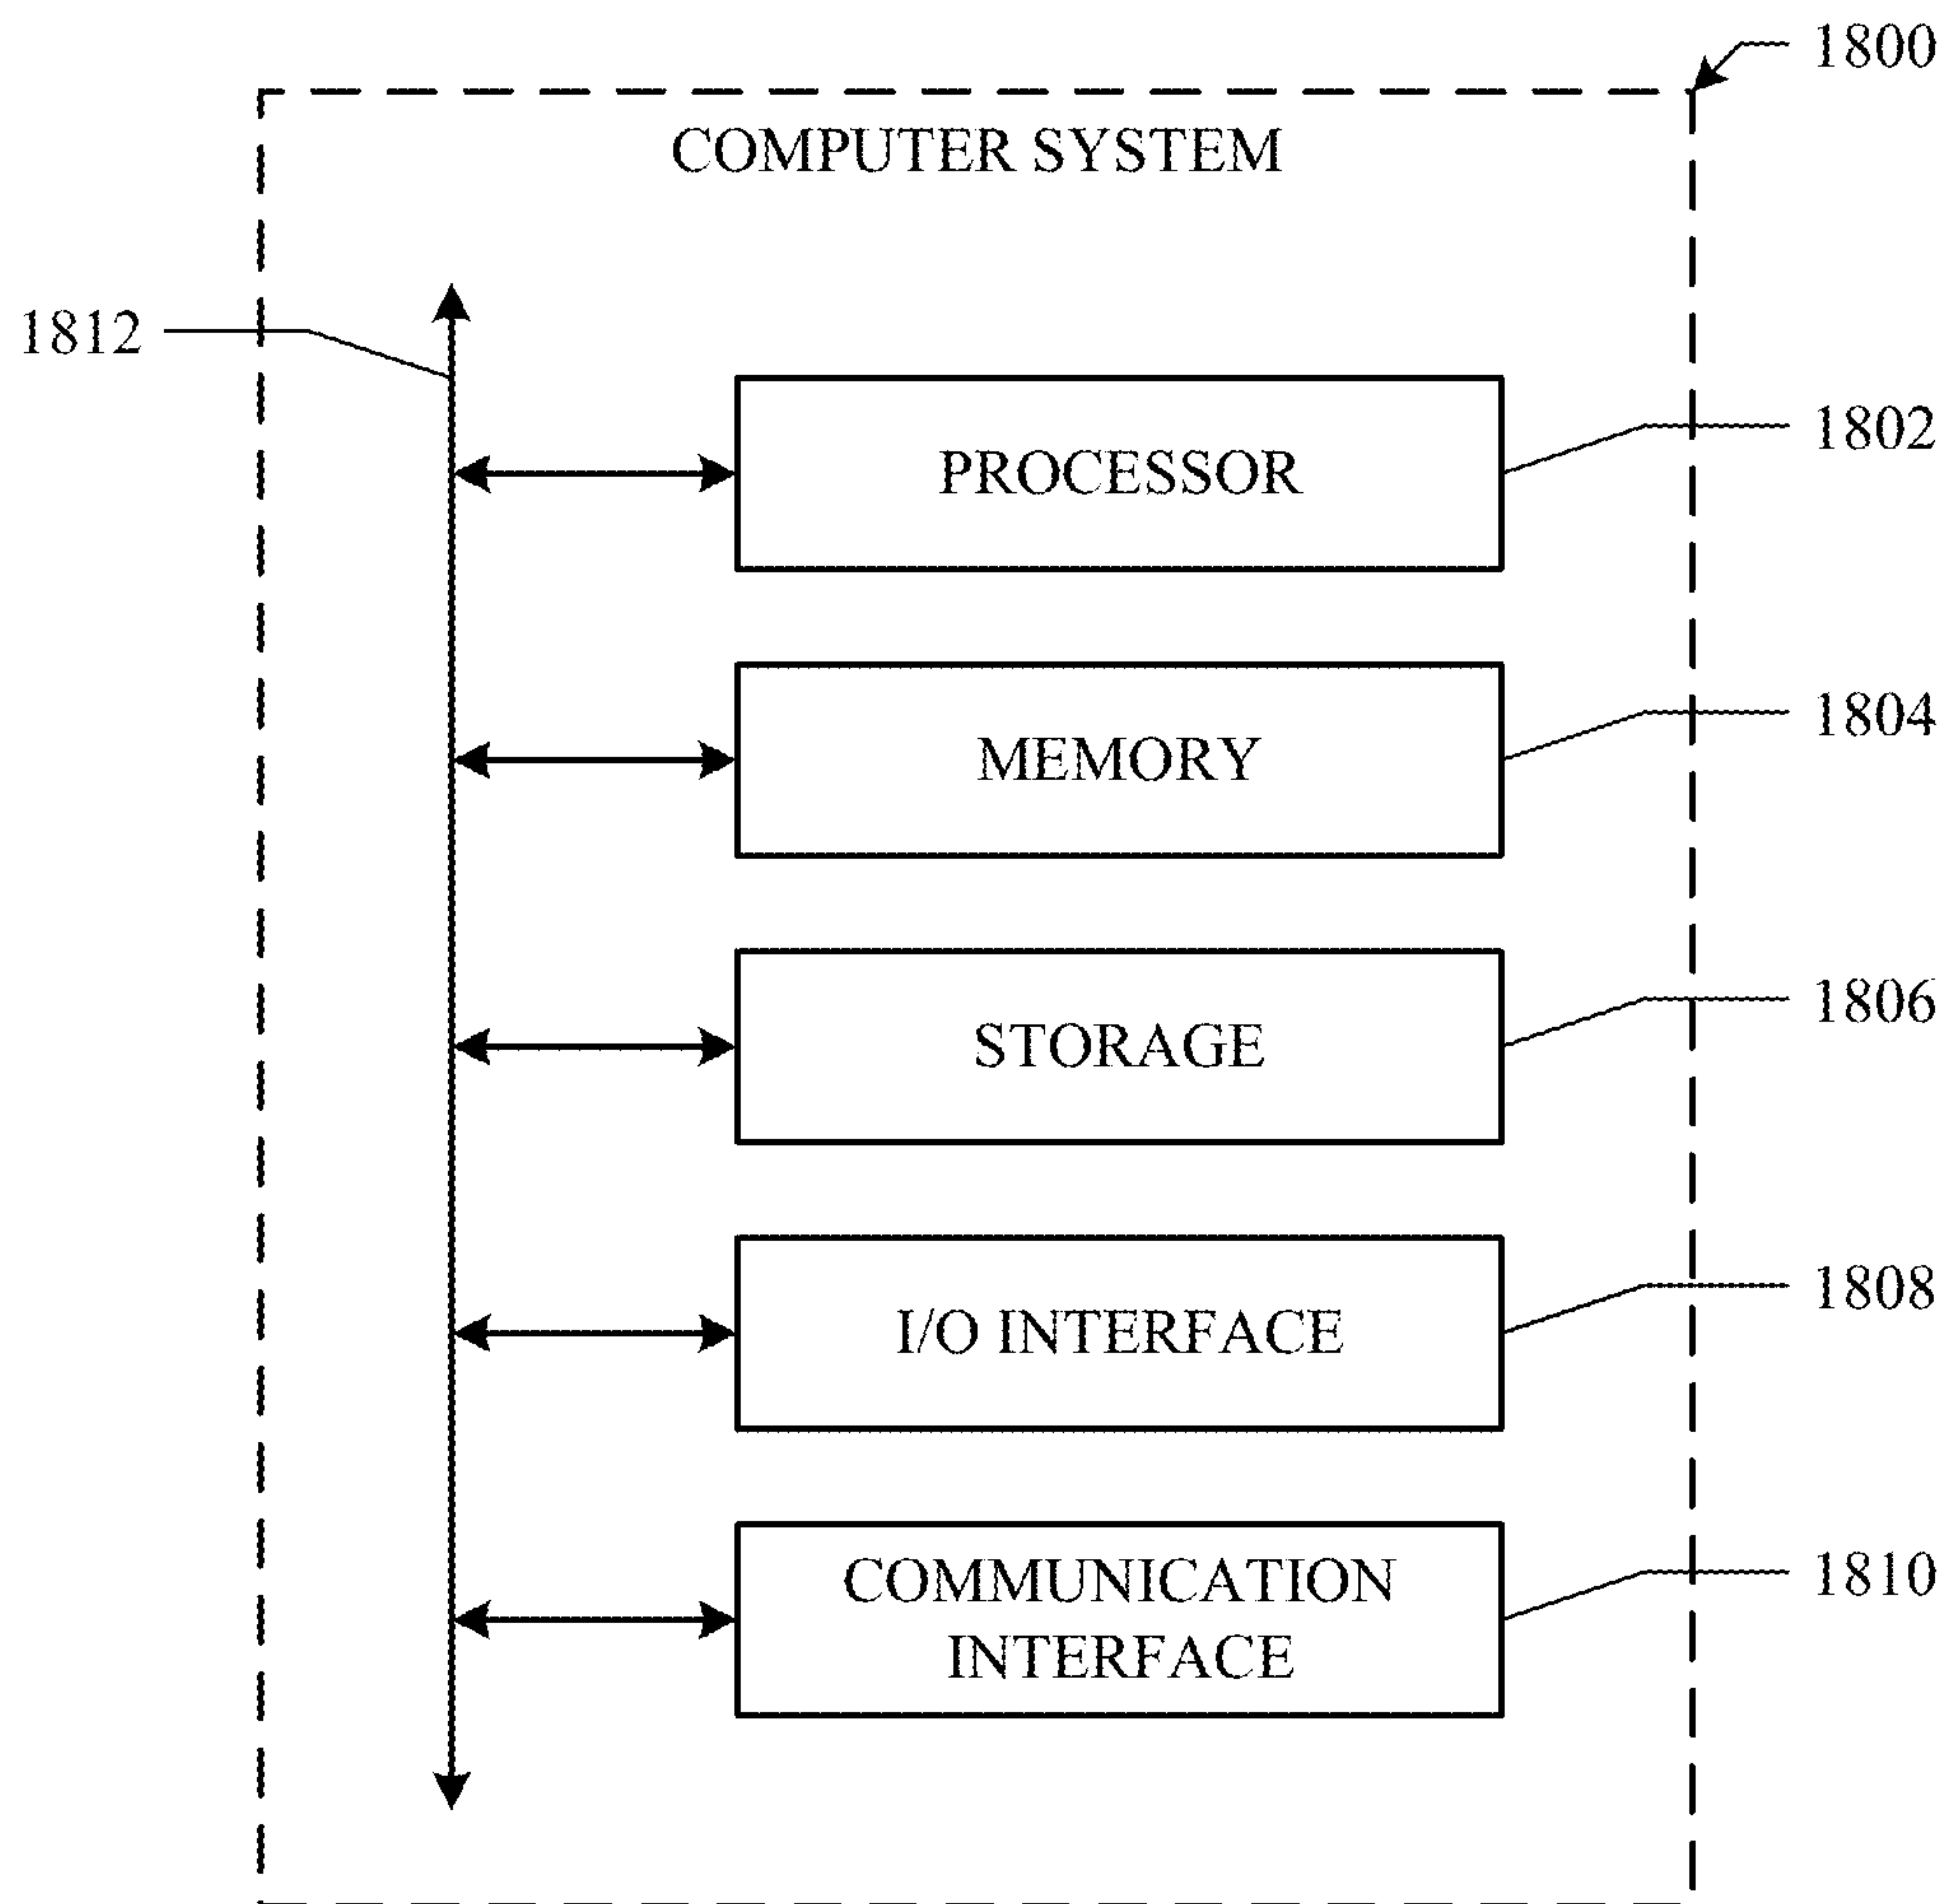 1800
COMPUTER SYSTEM
1812
1802
PROCESSOR
1804
MEMORY
1806
STORAGE
1808
I/O INTERFACE
1810
COMMUNICATION
INTERFACE